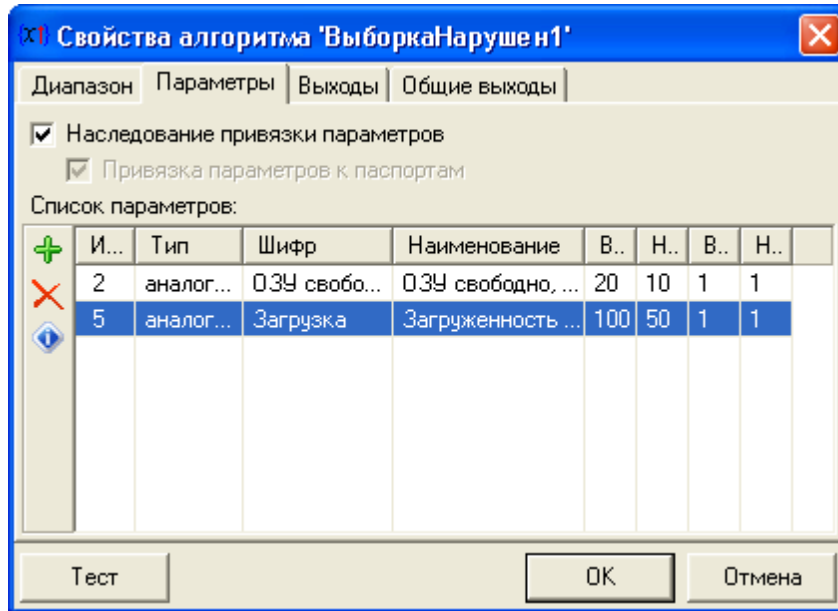 Свойства алгоритма 'ВыборкаНарушен1'
Диапазон Параметры Выходы Общие выходы
Наследование привязки параметров
Привязка параметров к паспортам
Список параметров:
И... Тип Шифр Наименование В.. Н.. В.. Н..
2 аналог... ОЗУ свобо... ОЗУ свободно, ... 20 10 1 1
5 аналог... Загрузка Загруженность ... 100 50 1 1
Тест OK Отмена